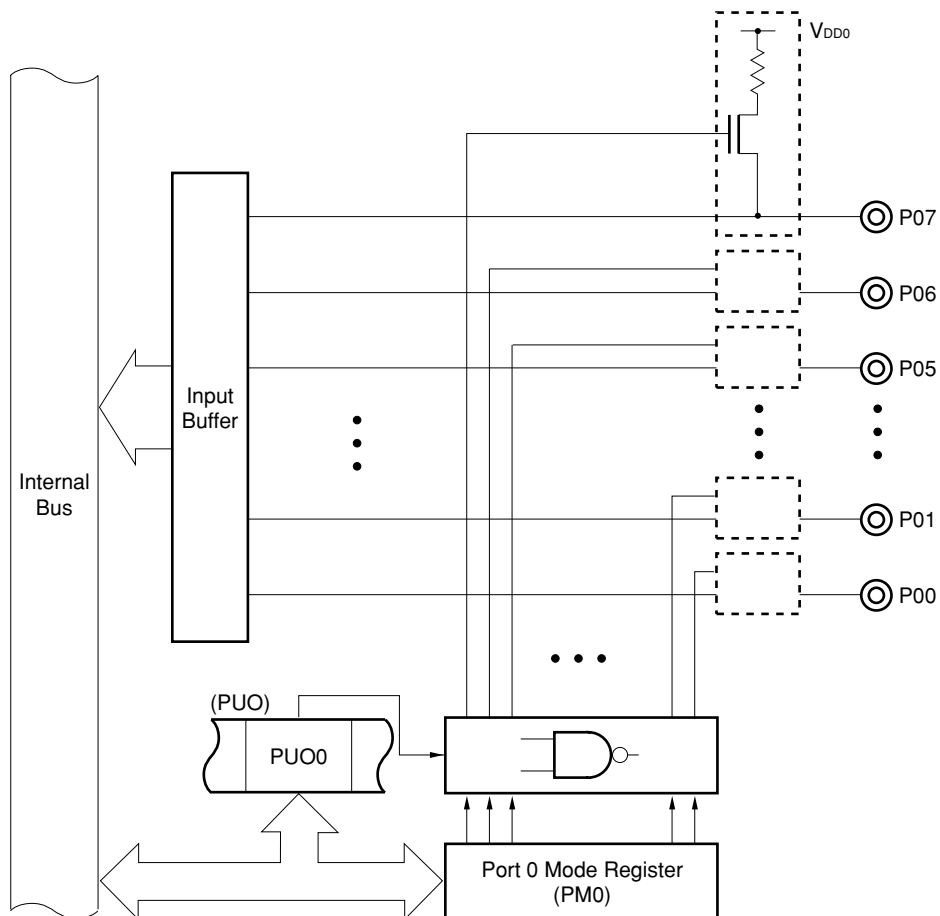 VDD0
P07
P06
P05
Input
Buffer
Internal
Bus
P01
P00
(PUO)
PUO0
Port 0 Mode Register
(PM0)